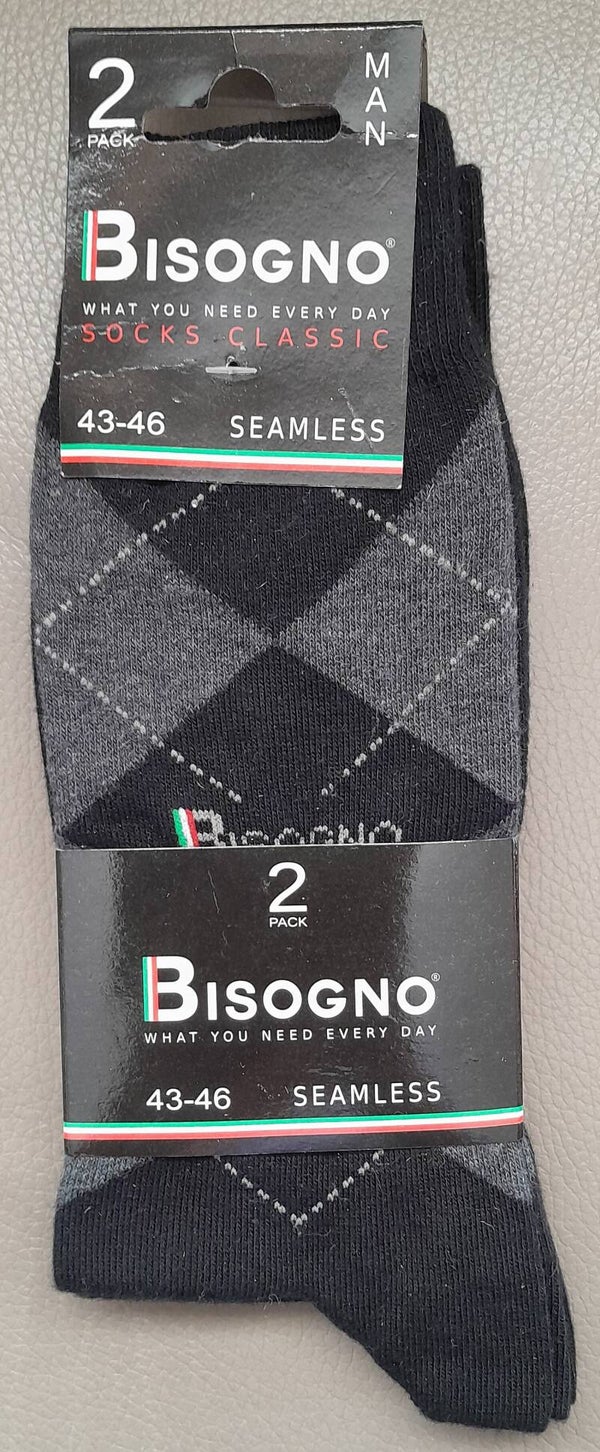 2
PACK
MAN
BISOGNO®
WHAT YOU NEED EVERY DAY
SOCKS CLASSIC
43-46 SEAMLESS
BISOGNO
2
PACK
BISOGNO®
WHAT YOU NEED EVERY DAY
43-46 SEAMLESS